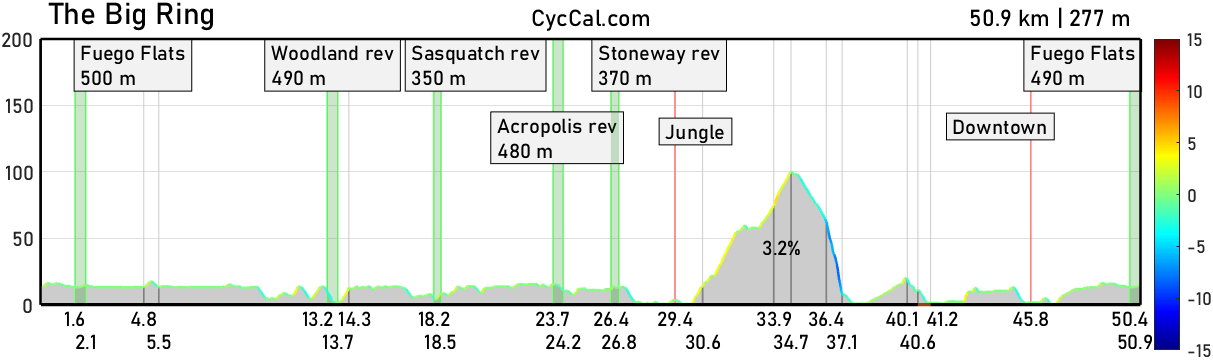 The Big Ring
CycCal.com
50.9 km | 277 m
200
150
100
50
0
Fuego Flats
500 m
Woodland rev
490 m
Sasquatch rev
350 m
Acropolis rev
480 m
Stoneway rev
370 m
Jungle
Downtown
Fuego Flats
490 m
3.2%
1.6 4.8 13.2 14.3 18.2 23.7 26.4 29.4 33.9 36.4 40.1 41.2 45.8 50.4
2.1 5.5 13.7 18.5 24.2 26.8 30.6 34.7 37.1 40.6 50.9
15
10
5
0
−5
−10
−15